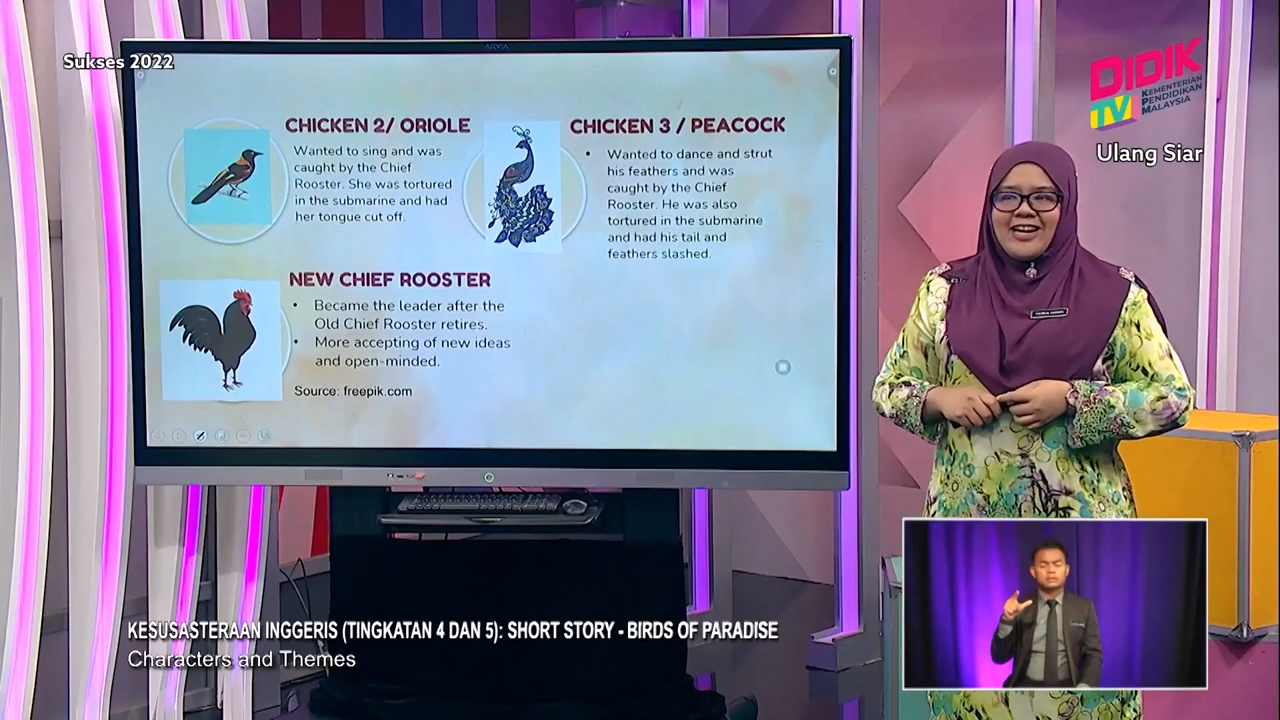 Sukses 2022
DIDIK
TV
KEMENTERIAN
PENDIDIKAN
MALAYSIA
Ulang Siar
CHICKEN 2/ ORIOLE
Wanted to sing and was
caught by the Chief
Rooster. She was tortured
in the submarine and had
her tongue cut off.
CHICKEN 3 / PEACOCK
• Wanted to dance and strut
his feathers and was
caught by the Chief
Rooster. He was also
tortured in the submarine
and had his tail and
feathers slashed.
NEW CHIEF ROOSTER
• Became the leader after the
Old Chief Rooster retires.
• More accepting of new ideas
and open-minded.
Source: freepik.com
KESUSASTERAAN INGGERIS (TINGKATAN 4 DAN 5): SHORT STORY - BIRDS OF PARADISE
Characters and Themes